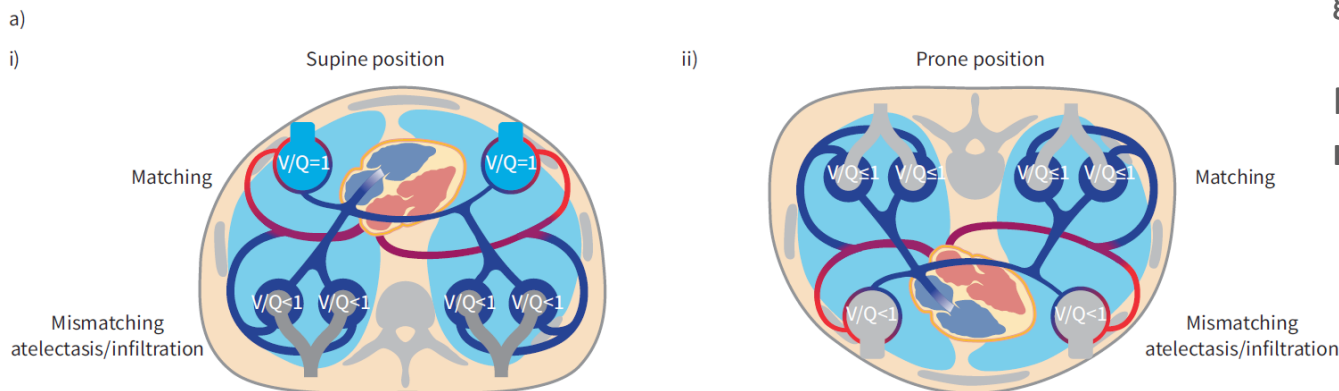 a)
i)
Supine position
ii)
Prone position
V/Q=1
V/Q=1
Matching
V/Q<1
V/Q<1
V/Q<1
V/Q<1
Mismatching
atelectasis/infiltration
V/Q≤1
V/Q≤1
V/Q≤1
V/Q≤1
Matching
V/Q<1
V/Q<1
Mismatching
atelectasis/infiltration